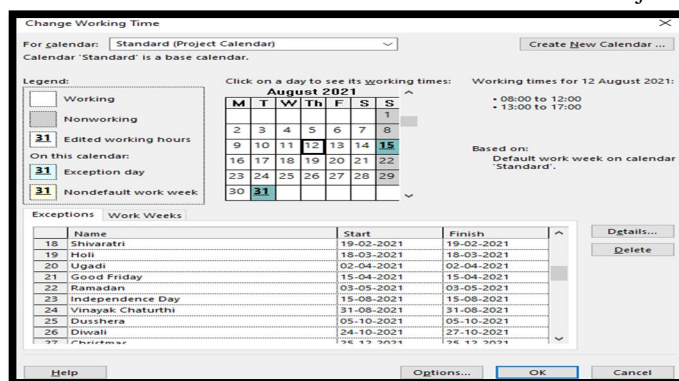 Change Working Time
For calendar: Standard (Project Calendar) Create New Calendar ...
Calendar 'Standard' is a base calendar.
Legend:
Working
Nonworking
31 Edited working hours
On this calendar:
31 Exception day
31 Nondefault work week
Click on a day to see its working times:
August 2021
M T W Th F S S
1
2 3 4 5 6 7 8
9 10 11 12 13 14 15
16 17 18 19 20 21 22
23 24 25 26 27 28 29
30 31
Working times for 12 August 2021:
• 08:00 to 12:00
• 13:00 to 17:00
Based on:
Default work week on calendar
'Standard'.
Exceptions Work Weeks
Name Start Finish
18 Shivaratri 19-02-2021 19-02-2021
19 Holi 18-03-2021 18-03-2021
20 Ugadi 02-04-2021 02-04-2021
21 Good Friday 15-04-2021 15-04-2021
22 Ramadan 03-05-2021 03-05-2021
23 Independence Day 15-08-2021 15-08-2021
24 Vinayak Chaturthi 31-08-2021 31-08-2021
25 Dusshera 05-10-2021 05-10-2021
26 Diwali 24-10-2021 27-10-2021
27 Christmas 25-12-2021 25-12-2021
Details...
Delete
Help Options... OK Cancel